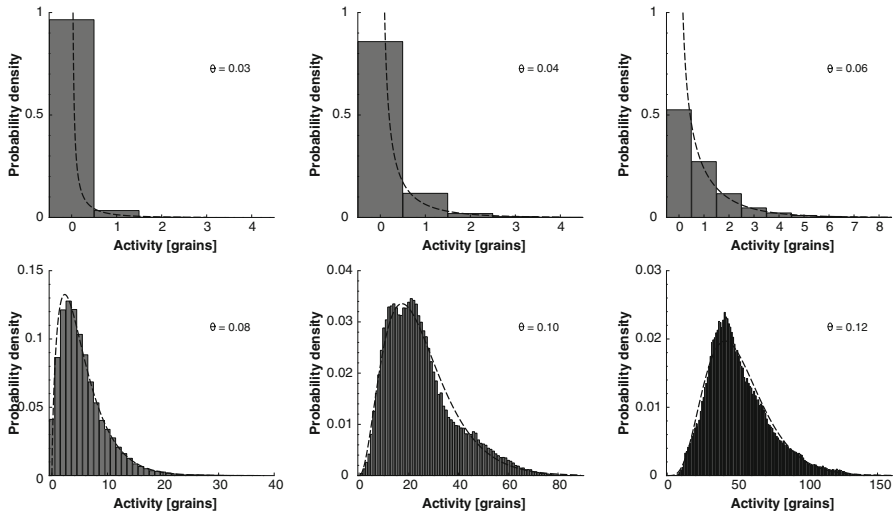 Probability density
1
0.5
0
θ = 0.03
0 1 2 3 4
Activity [grains]
Probability density
1
0.5
0
θ = 0.04
0 1 2 3 4
Activity [grains]
Probability density
1
0.5
0
θ = 0.06
0 1 2 3 4 5 6 7 8
Activity [grains]
Probability density
0.15
0.1
0.05
0
θ = 0.08
0 10 20 30 40
Activity [grains]
Probability density
0.04
0.03
0.02
0.01
0
θ = 0.10
0 20 40 60 80
Activity [grains]
Probability density
0.03
0.02
0.01
0
θ = 0.12
0 50 100 150
Activity [grains]